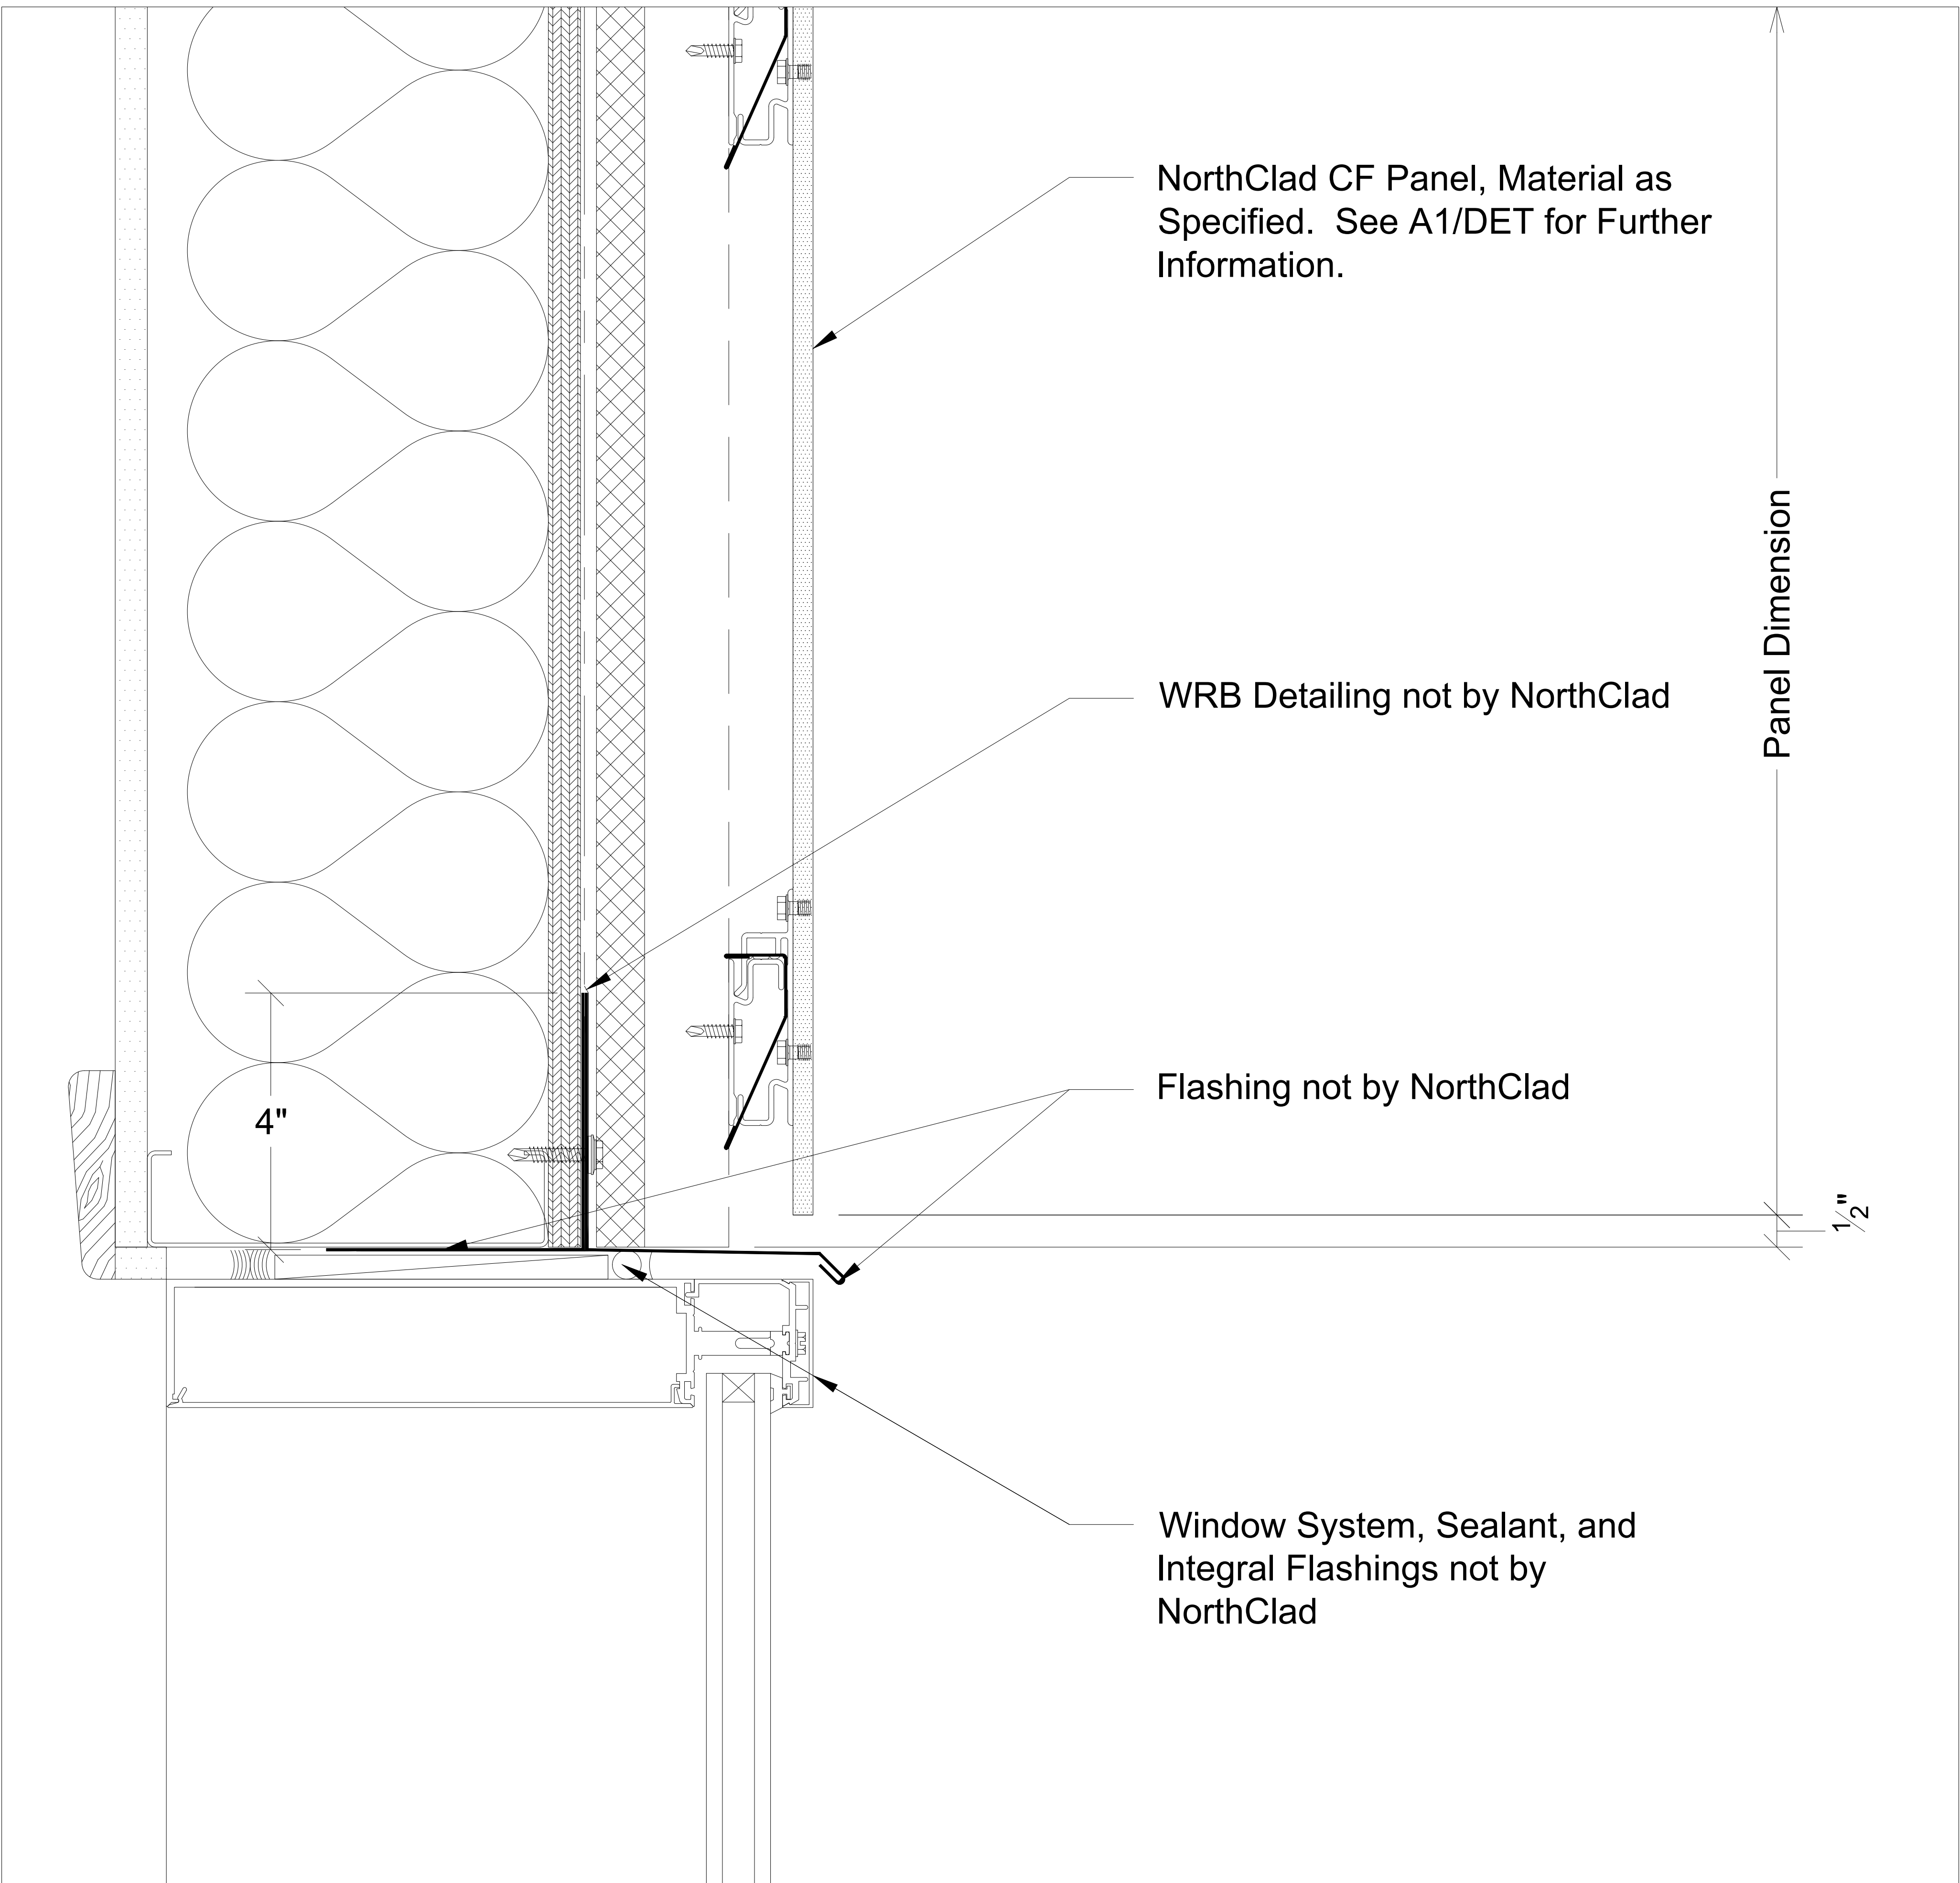 NorthClad CF Panel, Material as
Specified.  See A1/DET for Further
Information.
Panel Dimension
WRB Detailing not by NorthClad
Flashing not by NorthClad
4"
1/2"
Window System, Sealant, and
Integral Flashings not by
NorthClad